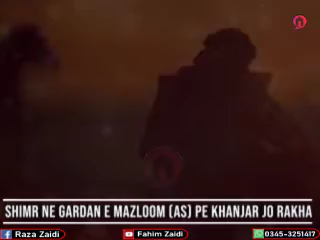 SHIMR NE GARDAN E MAZLOOM (AS) PE KHANJAR JO RAKHA
Raza Zaidi
Fahim Zaidi
0345-3251417